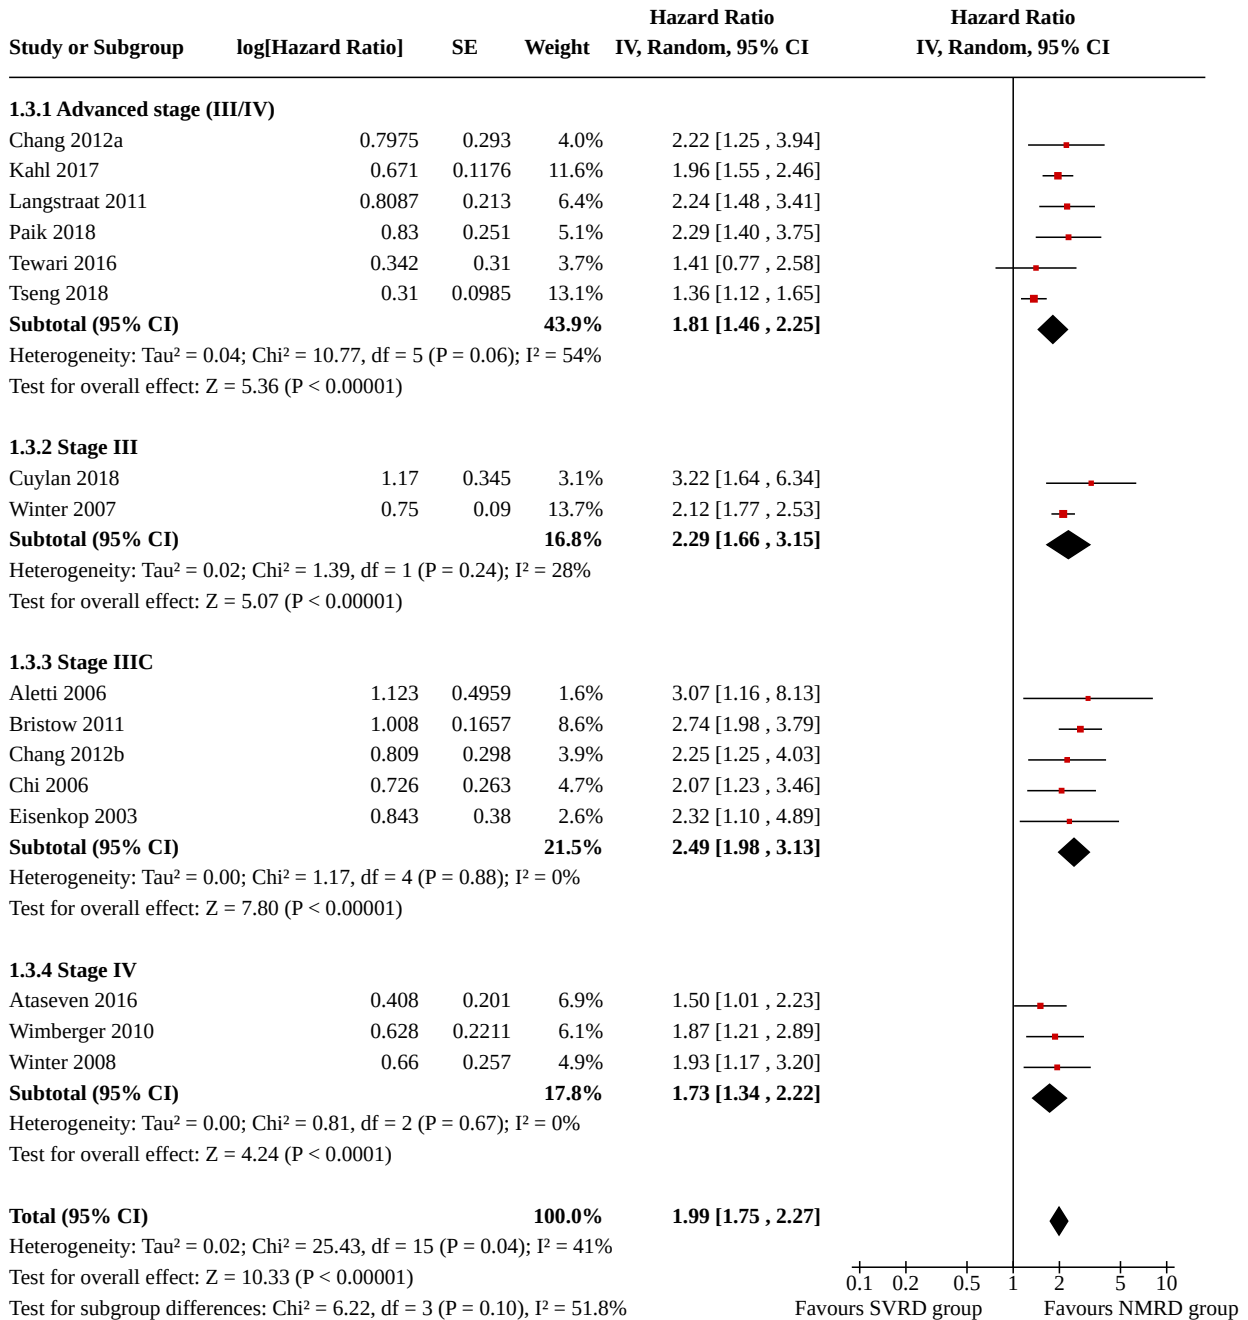 Hazard Ratio Hazard Ratio
Study or Subgroup log[Hazard Ratio] SE Weight IV, Random, 95% CI IV, Random, 95% CI
1.3.1 Advanced stage (III/IV)
Chang 2012a 0.7975 0.293 4.0% 2.22 [1.25 , 3.94]
Kahl 2017 0.671 0.1176 11.6% 1.96 [1.55 , 2.46]
Langstraat 2011 0.8087 0.213 6.4% 2.24 [1.48 , 3.41]
Paik 2018 0.83 0.251 5.1% 2.29 [1.40 , 3.75]
Tewari 2016 0.342 0.31 3.7% 1.41 [0.77 , 2.58]
Tseng 2018 0.31 0.0985 13.1% 1.36 [1.12 , 1.65]
Subtotal (95% CI) 43.9% 1.81 [1.46 , 2.25]
Heterogeneity: Tau² = 0.04; Chi² = 10.77, df = 5 (P = 0.06); I² = 54%
Test for overall effect: Z = 5.36 (P < 0.00001)
1.3.2 Stage III
Cuylan 2018 1.17 0.345 3.1% 3.22 [1.64 , 6.34]
Winter 2007 0.75 0.09 13.7% 2.12 [1.77 , 2.53]
Subtotal (95% CI) 16.8% 2.29 [1.66 , 3.15]
Heterogeneity: Tau² = 0.02; Chi² = 1.39, df = 1 (P = 0.24); I² = 28%
Test for overall effect: Z = 5.07 (P < 0.00001)
1.3.3 Stage IIIC
Aletti 2006 1.123 0.4959 1.6% 3.07 [1.16 , 8.13]
Bristow 2011 1.008 0.1657 8.6% 2.74 [1.98 , 3.79]
Chang 2012b 0.809 0.298 3.9% 2.25 [1.25 , 4.03]
Chi 2006 0.726 0.263 4.7% 2.07 [1.23 , 3.46]
Eisenkop 2003 0.843 0.38 2.6% 2.32 [1.10 , 4.89]
Subtotal (95% CI) 21.5% 2.49 [1.98 , 3.13]
Heterogeneity: Tau² = 0.00; Chi² = 1.17, df = 4 (P = 0.88); I² = 0%
Test for overall effect: Z = 7.80 (P < 0.00001)
1.3.4 Stage IV
Ataseven 2016 0.408 0.201 6.9% 1.50 [1.01 , 2.23]
Wimberger 2010 0.628 0.2211 6.1% 1.87 [1.21 , 2.89]
Winter 2008 0.66 0.257 4.9% 1.93 [1.17 , 3.20]
Subtotal (95% CI) 17.8% 1.73 [1.34 , 2.22]
Heterogeneity: Tau² = 0.00; Chi² = 0.81, df = 2 (P = 0.67); I² = 0%
Test for overall effect: Z = 4.24 (P < 0.0001)
Total (95% CI) 100.0% 1.99 [1.75 , 2.27]
Heterogeneity: Tau² = 0.02; Chi² = 25.43, df = 15 (P = 0.04); I² = 41%
Test for overall effect: Z = 10.33 (P < 0.00001) 0.1 0.2 0.5 1 2 5 10
Test for subgroup differences: Chi² = 6.22, df = 3 (P = 0.10), I² = 51.8% Favours SVRD group Favours NMRD group